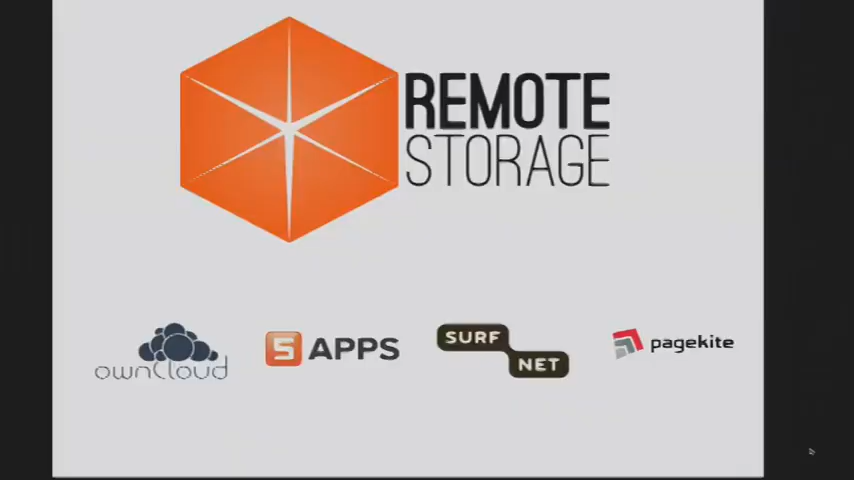 REMOTE
STORAGE
ownCloud
5 APPS
SURF
NET
pagekite